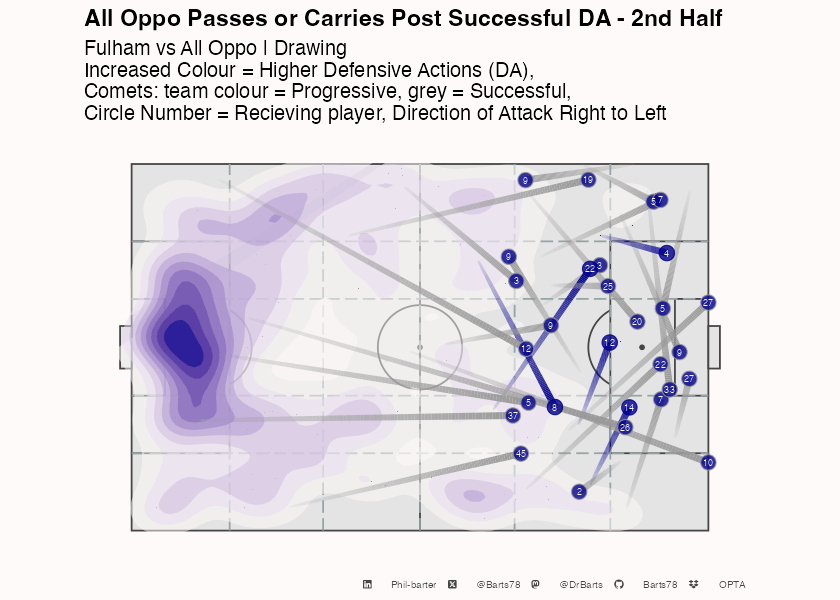 All Oppo Passes or Carries Post Successful DA - 2nd Half
Fulham vs All Oppo | Drawing
Increased Colour = Higher Defensive Actions (DA),
Comets: team colour = Progressive, grey = Successful,
Circle Number = Recieving player, Direction of Attack Right to Left
9 19
5 7
9 4
22 3
3 25
27
5
9 20
12 12 9
22
27
33
5 8 7
37 14
26
45 10
2
Phil-barter @Barts78 @DrBarts Barts78 OPTA